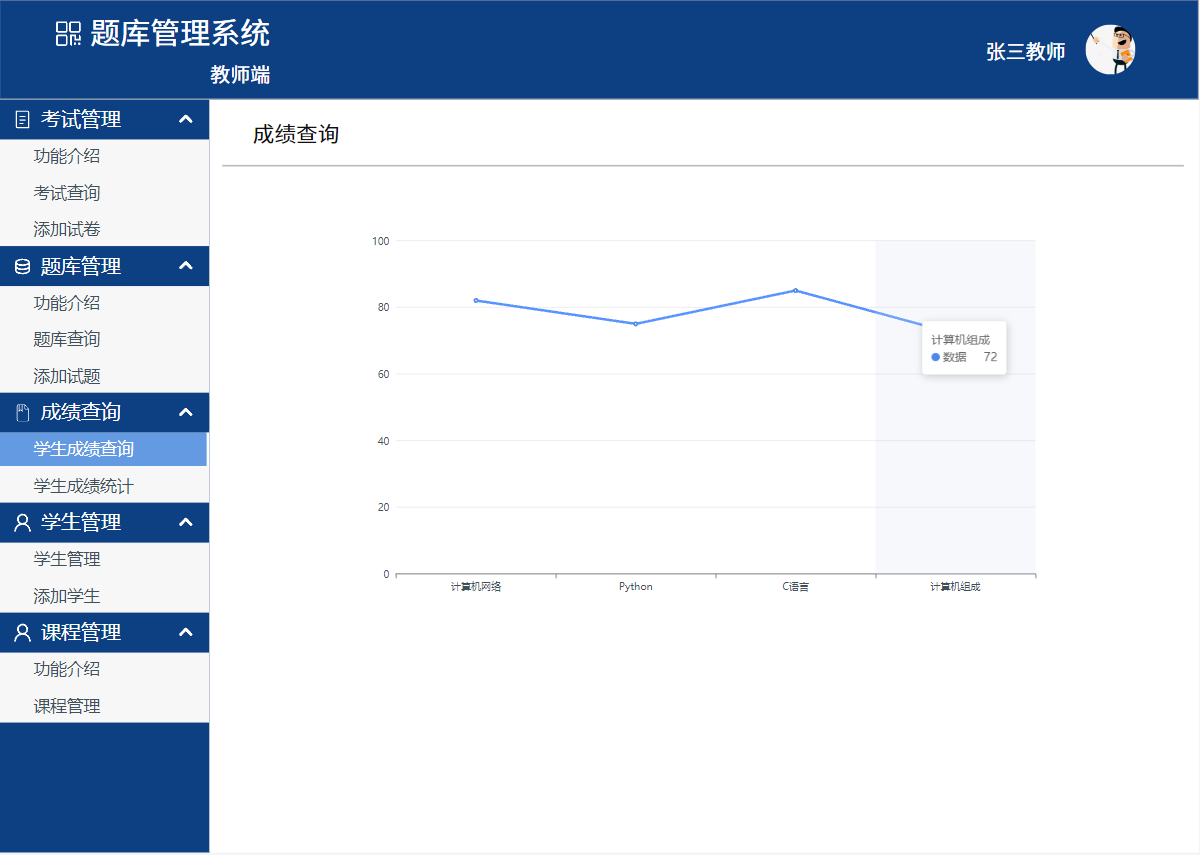 题库管理系统
教师端
张三教师
考试管理
功能介绍
考试查询
添加试卷
题库管理
功能介绍
题库查询
添加试题
成绩查询
学生成绩查询
学生成绩统计
学生管理
学生管理
添加学生
课程管理
功能介绍
课程管理
成绩查询
100
80
60
40
20
0
计算机网络 Python C语言 计算机组成
计算机组成
数据 72